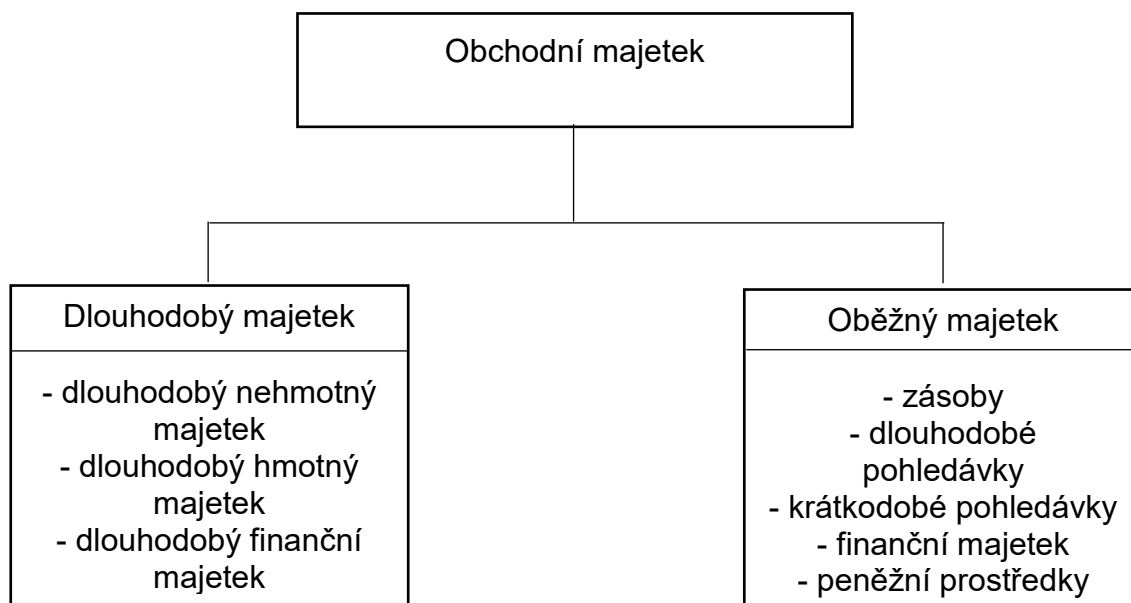 Obchodní majetek
Dlouhodobý majetek
- dlouhodobý nehmotný
majetek
- dlouhodobý hmotný
majetek
- dlouhodobý finanční
majetek
Oběžný majetek
- zásoby
- dlouhodobé
pohledávky
- krátkodobé pohledávky
- finanční majetek
- peněžní prostředky